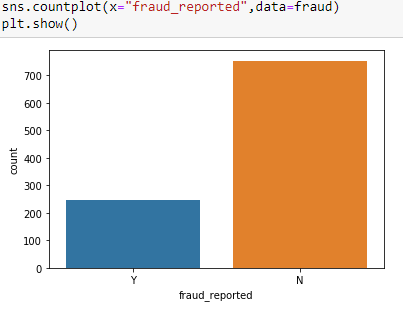 sns.countplot(x="fraud_reported",data=fraud)
plt.show()
700
600
500
400
300
200
100
0
count
Y N
fraud_reported